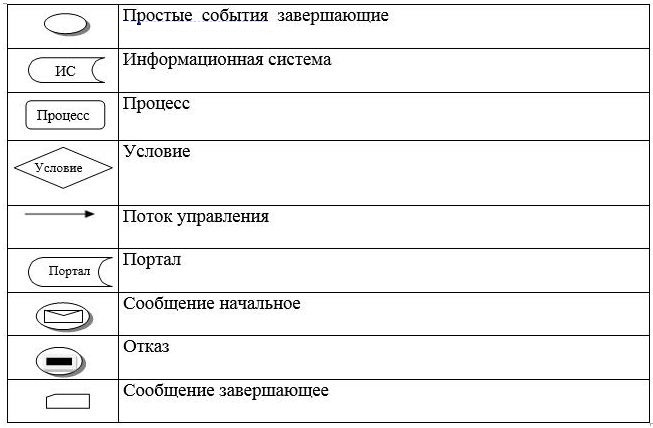 Простые события завершающие
ИС
Информационная система
Процесс
Процесс
Условие
Условие
Поток управления
Портал
Портал
Сообщение начальное
Отказ
Сообщение завершающее